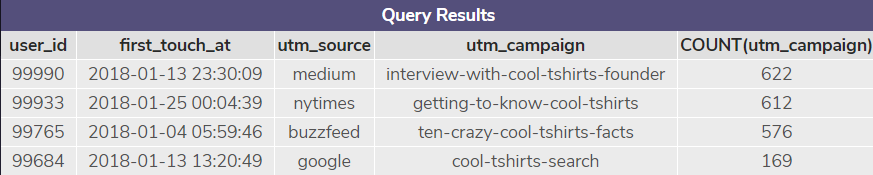 Query Results
user_id first_touch_at utm_source utm_campaign COUNT(utm_campaign)
99990 2018-01-13 23:30:09 medium interview-with-cool-tshirts-founder 622
99933 2018-01-25 00:04:39 nytimes getting-to-know-cool-tshirts 612
99765 2018-01-04 05:59:46 buzzfeed ten-crazy-cool-tshirts-facts 576
99684 2018-01-13 13:20:49 google cool-tshirts-search 169